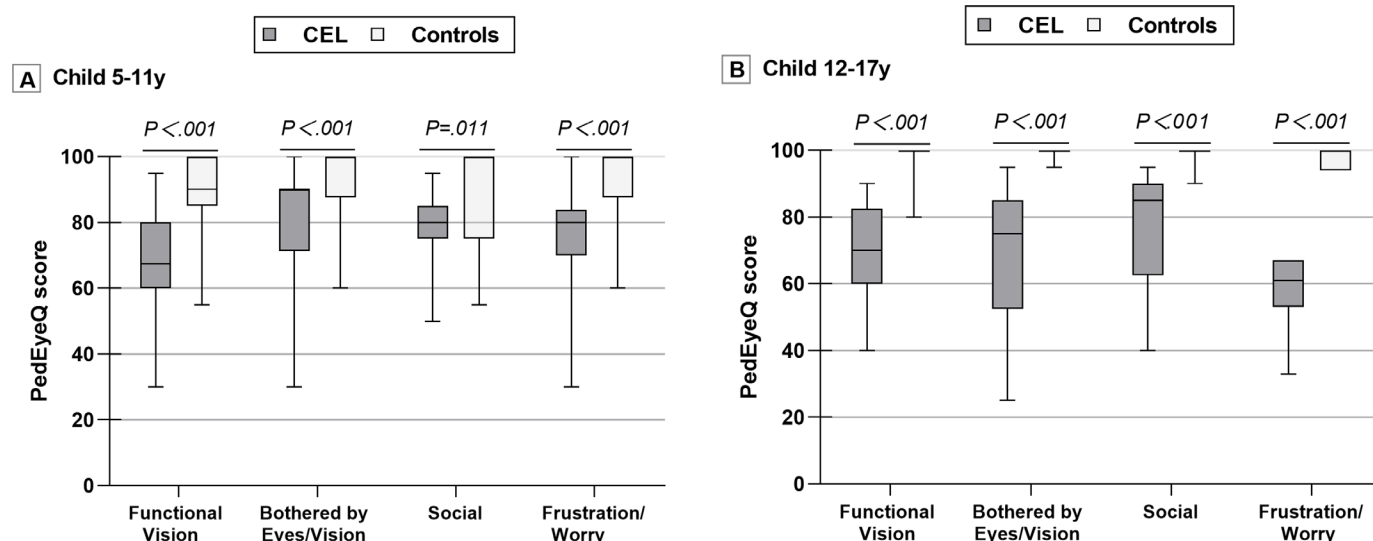 CEL Controls
A Child 5-11y
P<.001 P<.001 P=.011 P<.001
PedEyeQ score
100
80
60
40
20
0
Functional Vision
Bothered by Eyes/Vision
Social
Frustration/ Worry
CEL Controls
B Child 12-17y
P<.001 P<.001 P<.001 P<.001
PedEyeQ score
100
80
60
40
20
0
Functional Vision
Bothered by Eyes/Vision
Social
Frustration/ Worry